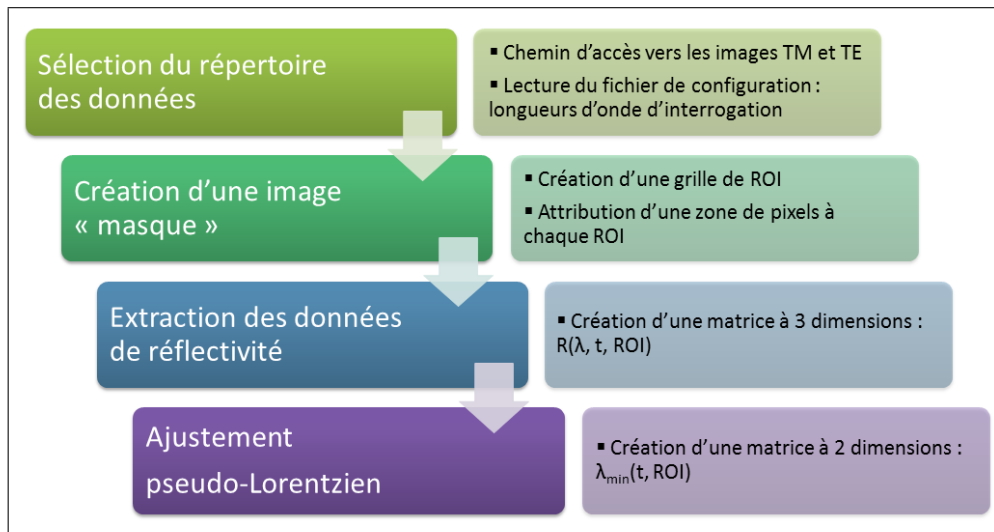 Sélection du répertoire
des données
▪ Chemin d'accès vers les images TM et TE
▪ Lecture du fichier de configuration :
longueurs d'onde d'interrogation
Création d'une image
« masque »
▪ Création d'une grille de ROI
▪ Attribution d'une zone de pixels à
chaque ROI
Extraction des données
de réflectivité
▪ Création d'une matrice à 3 dimensions :
R(λ, t, ROI)
Ajustement
pseudo-Lorentzien
▪ Création d'une matrice à 2 dimensions :
λmin(t, ROI)